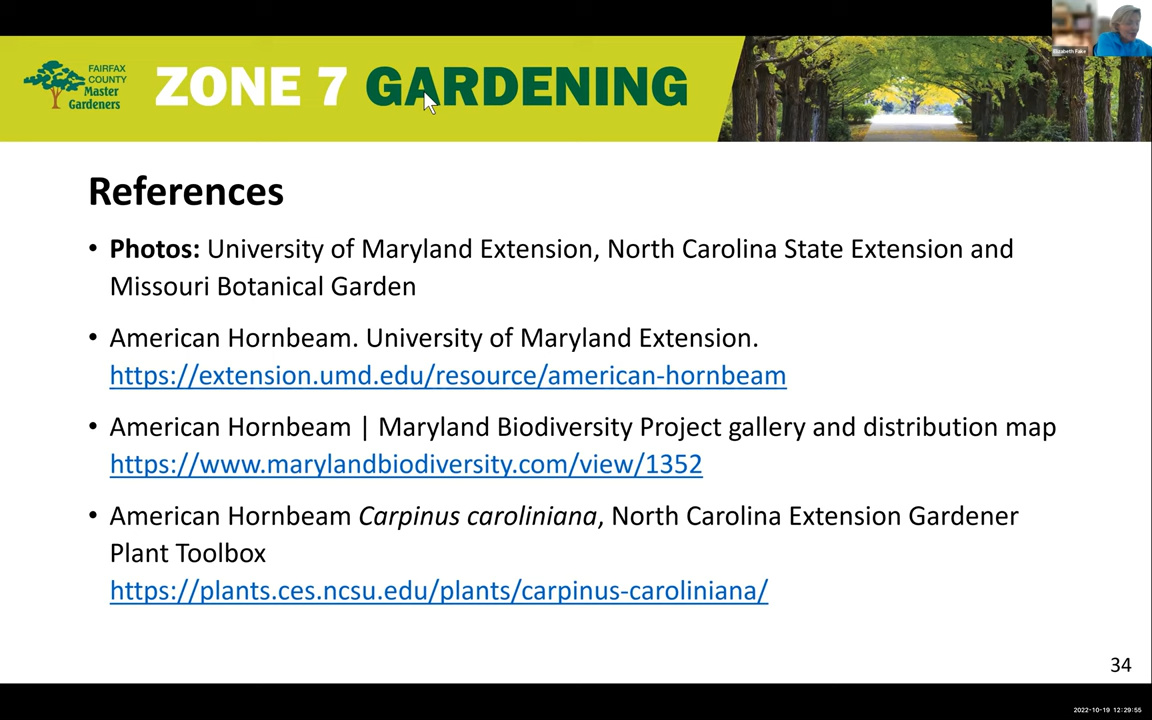 Elizabeth Fake
FAIRFAX
COUNTY
Master
Gardeners
ZONE 7 GARDENING
References
• Photos: University of Maryland Extension, North Carolina State Extension and
Missouri Botanical Garden
• American Hornbeam. University of Maryland Extension.
https://extension.umd.edu/resource/american-hornbeam
• American Hornbeam | Maryland Biodiversity Project gallery and distribution map
https://www.marylandbiodiversity.com/view/1352
• American Hornbeam Carpinus caroliniana, North Carolina Extension Gardener
Plant Toolbox
https://plants.ces.ncsu.edu/plants/carpinus-caroliniana/
34
2022-10-19 12:29:55